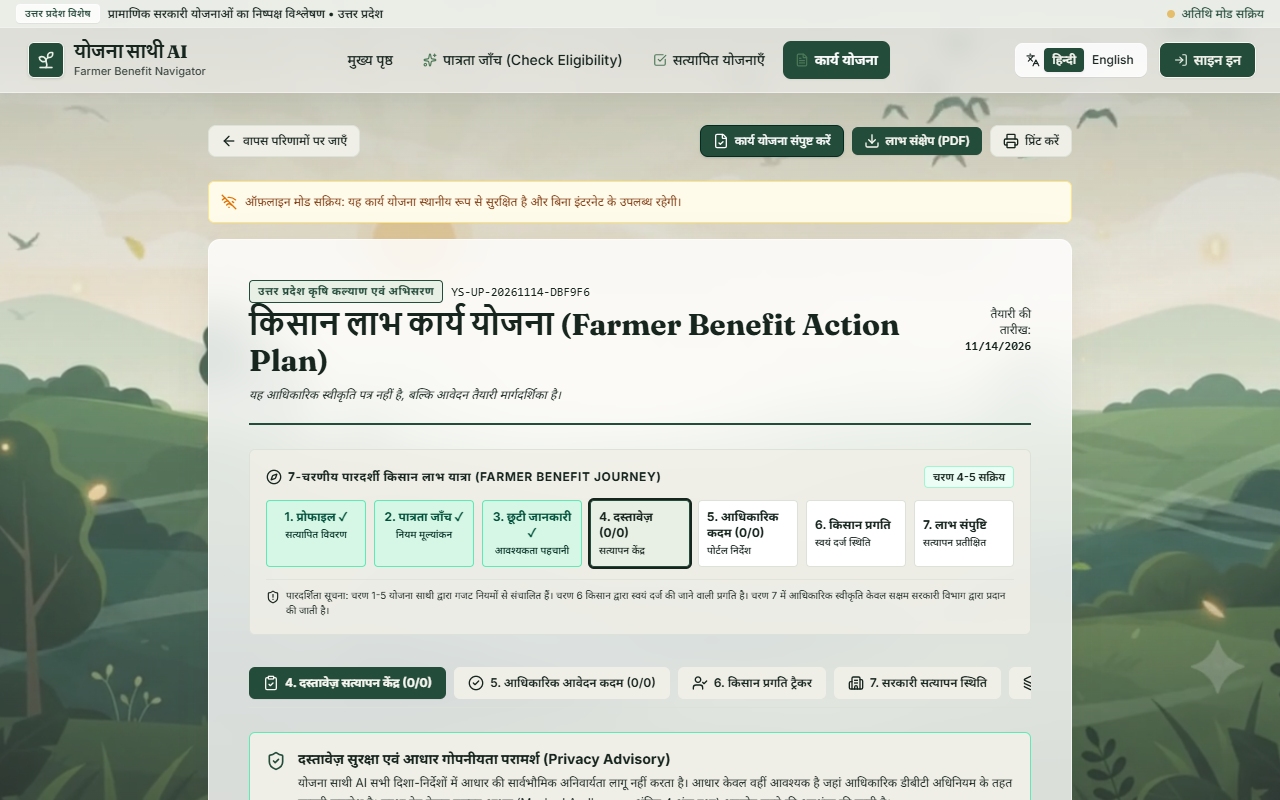 उत्तर प्रदेश विशेष प्रामाणिक सरकारी योजनाओं का निष्पक्ष विश्लेषण • उत्तर प्रदेश
अतिथि मोड सक्रिय
योजना साथी AI
Farmer Benefit Navigator
मुख्य पृष्ठ
पात्रता जाँच (Check Eligibility)
सत्यापित योजनाएँ
कार्य योजना
हिन्दी
English
साइन इन
वापस परिणामों पर जाएँ
कार्य योजना संपुष्ट करें
लाभ संक्षेप (PDF)
प्रिंट करें
ऑफ़लाइन मोड सक्रिय: यह कार्य योजना स्थानीय रूप से सुरक्षित है और बिना इंटरनेट के उपलब्ध रहेगी।
उत्तर प्रदेश कृषि कल्याण एवं अभिसरण YS-UP-20261114-DBF9F6
किसान लाभ कार्य योजना (Farmer Benefit Action
Plan)
यह आधिकारिक स्वीकृति पत्र नहीं है, बल्कि आवेदन तैयारी मार्गदर्शिका है।
तैयारी की
तारीख:
11/14/2026
7-चरणीय पारदर्शी किसान लाभ यात्रा (FARMER BENEFIT JOURNEY)
चरण 4-5 सक्रिय
1. प्रोफाइल ✓
सत्यापित विवरण
2. पात्रता जाँच ✓
नियम मूल्यांकन
3. छूटी जानकारी
✓
आवश्यकता पहचानी
4. दस्तावेज़
(0/0)
सत्यापन केंद्र
5. आधिकारिक
कदम (0/0)
पोर्टल निर्देश
6. किसान प्रगति
स्वयं दर्ज स्थिति
7. लाभ संपुष्टि
सत्यापन प्रतीक्षित
पारदर्शिता सूचना: चरण 1-5 योजना साथी द्वारा गजट नियमों से संचालित हैं। चरण 6 किसान द्वारा स्वयं दर्ज की जाने वाली प्रगति है। चरण 7 में आधिकारिक स्वीकृति केवल सक्षम सरकारी विभाग द्वारा प्रदान
की जाती है।
4. दस्तावेज़ सत्यापन केंद्र (0/0)
5. आधिकारिक आवेदन कदम (0/0)
6. किसान प्रगति ट्रैकर
7. सरकारी सत्यापन स्थिति
दस्तावेज़ सुरक्षा एवं आधार गोपनीयता परामर्श (Privacy Advisory)
योजना साथी AI सभी दिशा-निर्देशों में आधार की सार्वभौमिक अनिवार्यता लागू नहीं करता है। आधार केवल वहीं आवश्यक है जहां आधिकारिक डीबीटी अधिनियम के तहत